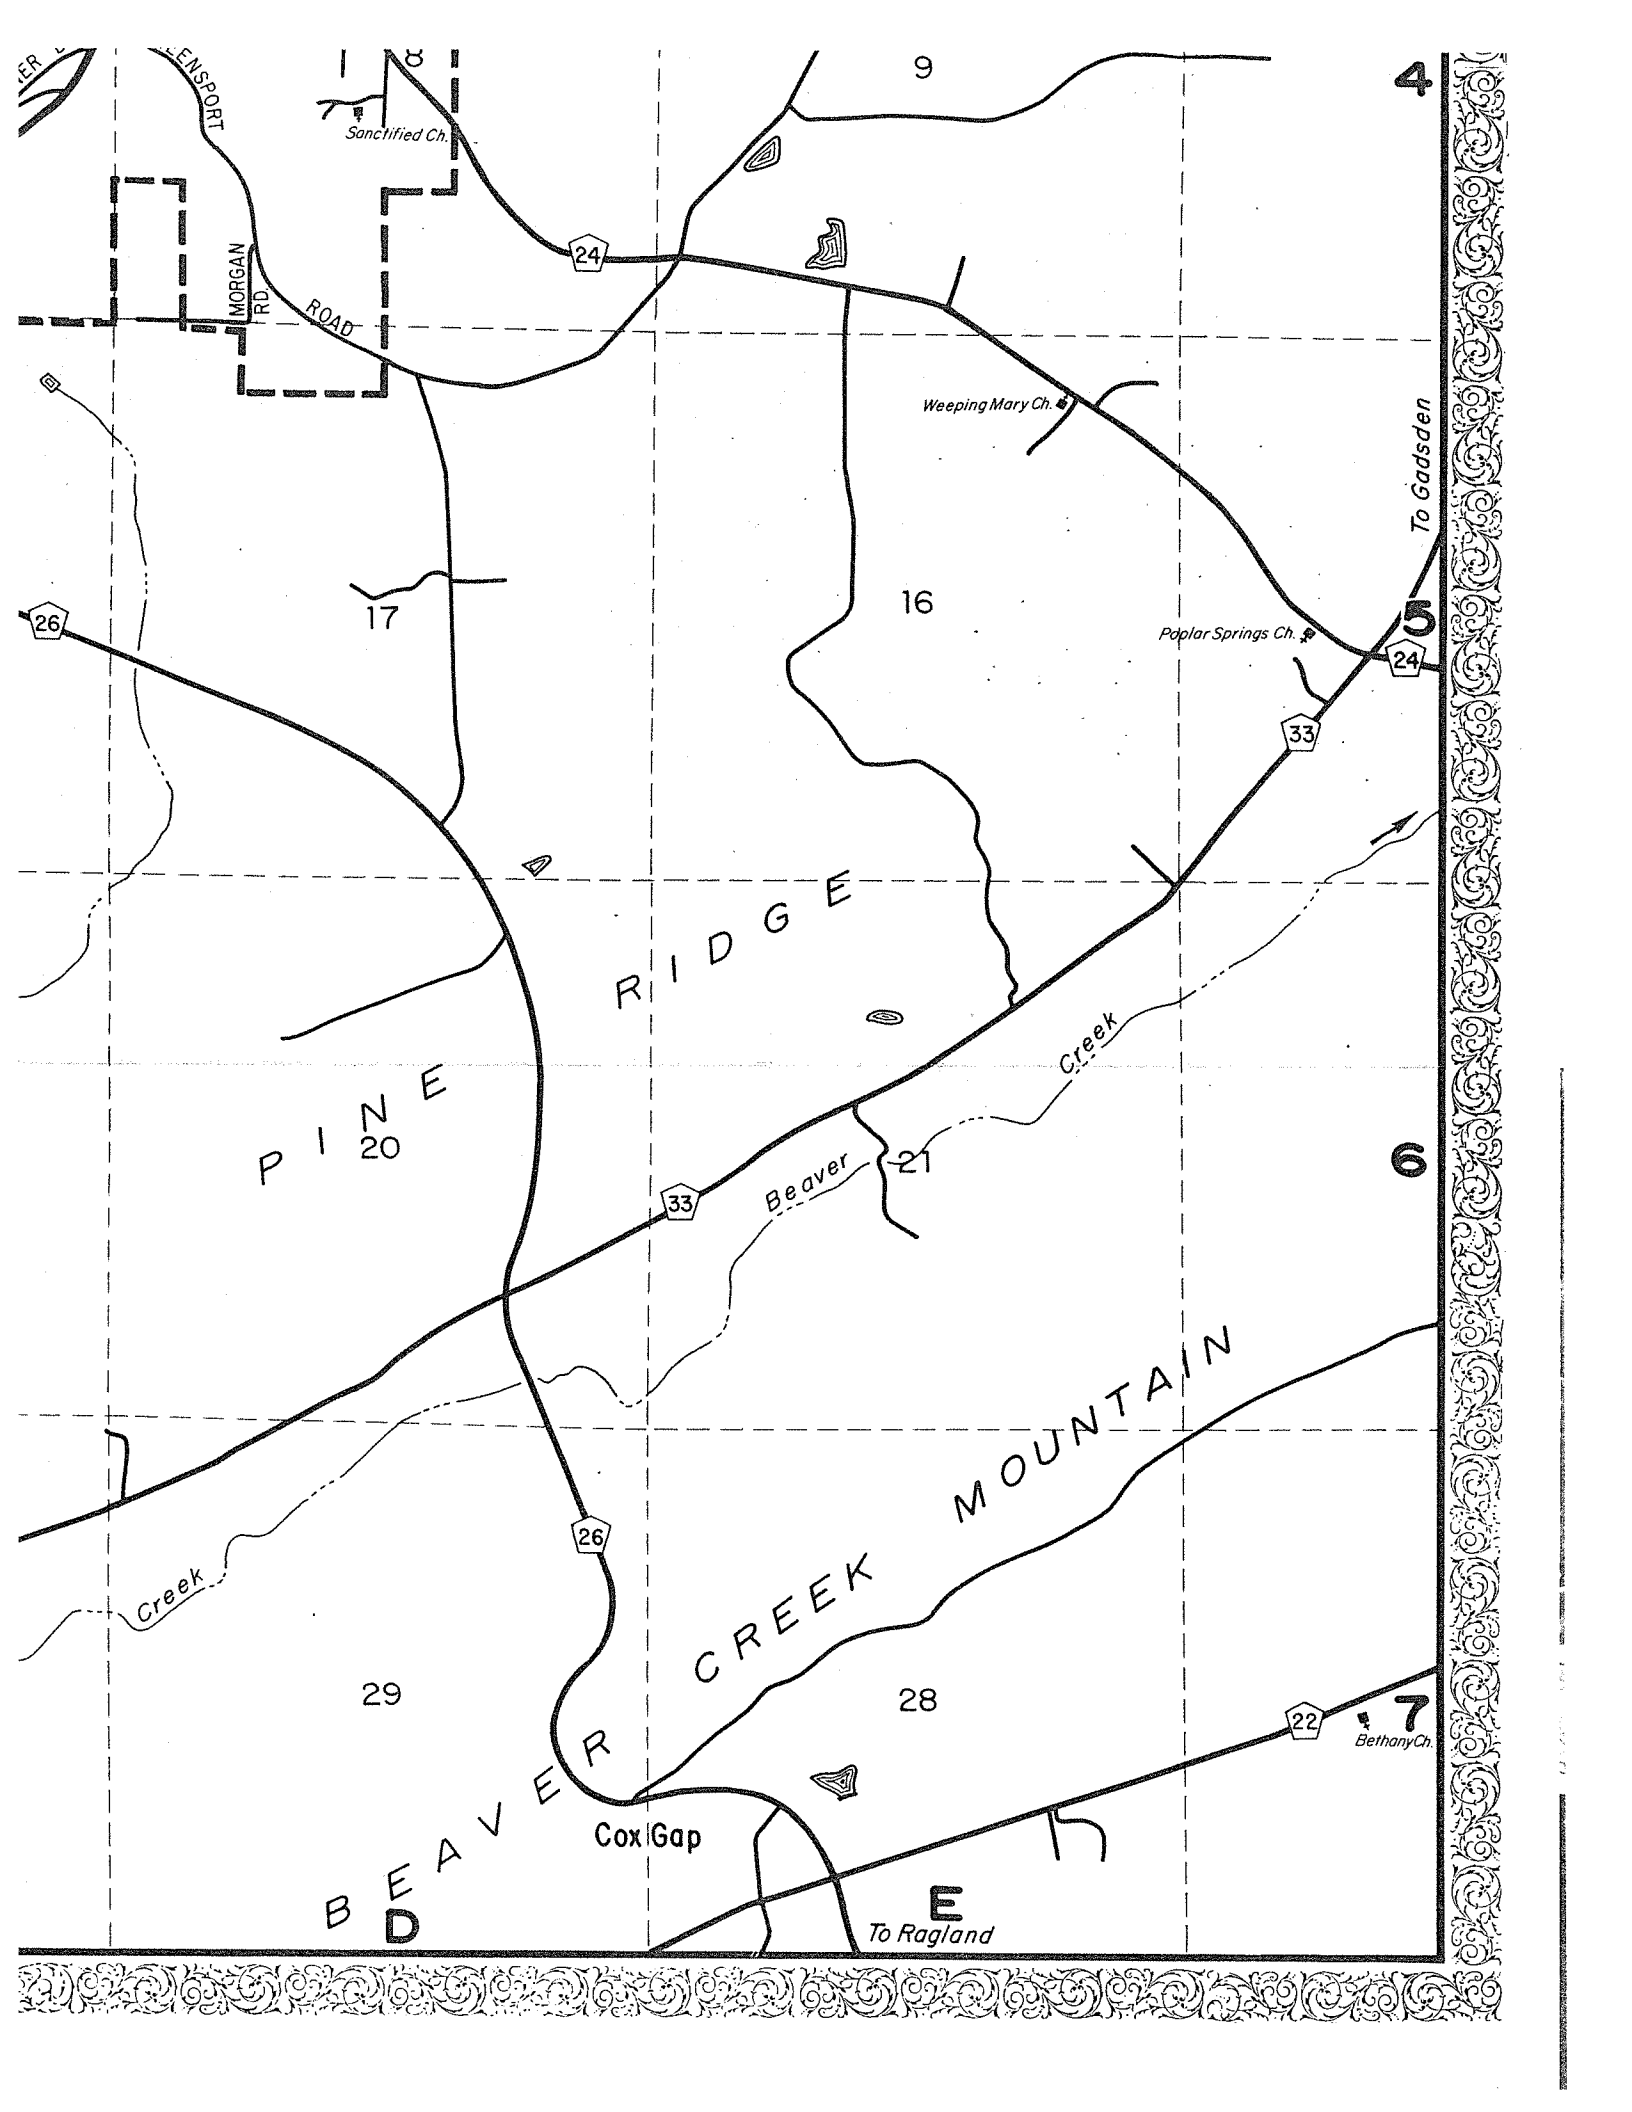 8
9
4
Sanctified Ch.
24
MORGAN
RD.
ROAD
Weeping Mary Ch.
To Gadsden
26
17
16
5
Poplar Springs Ch.
24
33
RIDGE
Creek
PINE
20
Beaver
21
6
33
MOUNTAIN
26
Creek
CREEK
29
28
22
7
Bethany Ch.
BEAVER
Cox Gap
D
E
To Ragland